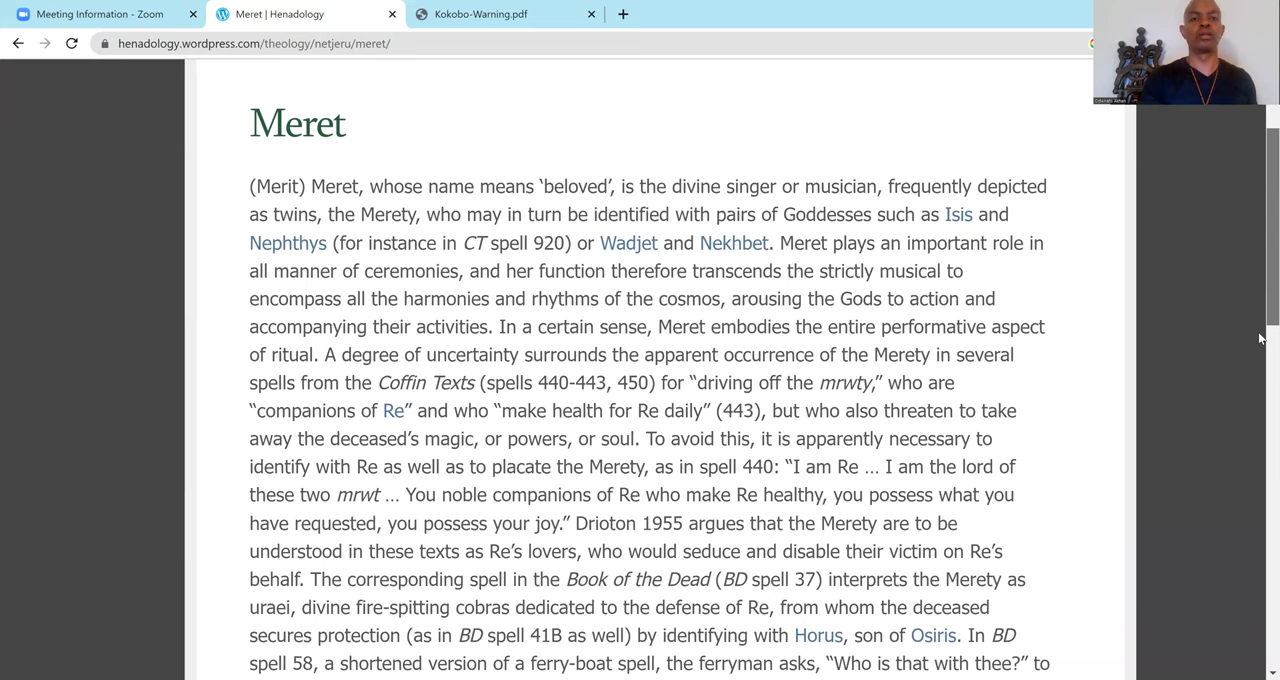 Meeting Information - Zoom
Meret | Henadology
Kokobo-Warning.pdf
henadology.wordpress.com/theology/netjeru/meret/
Meret
(Merit) Meret, whose name means ‘beloved’, is the divine singer or musician, frequently depicted
as twins, the Merety, who may in turn be identified with pairs of Goddesses such as Isis and
Nephthys (for instance in CT spell 920) or Wadjet and Nekhbet. Meret plays an important role in
all manner of ceremonies, and her function therefore transcends the strictly musical to
encompass all the harmonies and rhythms of the cosmos, arousing the Gods to action and
accompanying their activities. In a certain sense, Meret embodies the entire performative aspect
of ritual. A degree of uncertainty surrounds the apparent occurrence of the Merety in several
spells from the Coffin Texts (spells 440-443, 450) for “driving off the mrwty,” who are
“companions of Re” and who “make health for Re daily” (443), but who also threaten to take
away the deceased’s magic, or powers, or soul. To avoid this, it is apparently necessary to
identify with Re as well as to placate the Merety, as in spell 440: “I am Re … I am the lord of
these two mrwt … You noble companions of Re who make Re healthy, you possess what you
have requested, you possess your joy.” Drioton 1955 argues that the Merety are to be
understood in these texts as Re’s lovers, who would seduce and disable their victim on Re’s
behalf. The corresponding spell in the Book of the Dead (BD spell 37) interprets the Merety as
uraei, divine fire-spitting cobras dedicated to the defense of Re, from whom the deceased
secures protection (as in BD spell 41B as well) by identifying with Horus, son of Osiris. In BD
spell 58, a shortened version of a ferry-boat spell, the ferryman asks, “Who is that with thee?” to